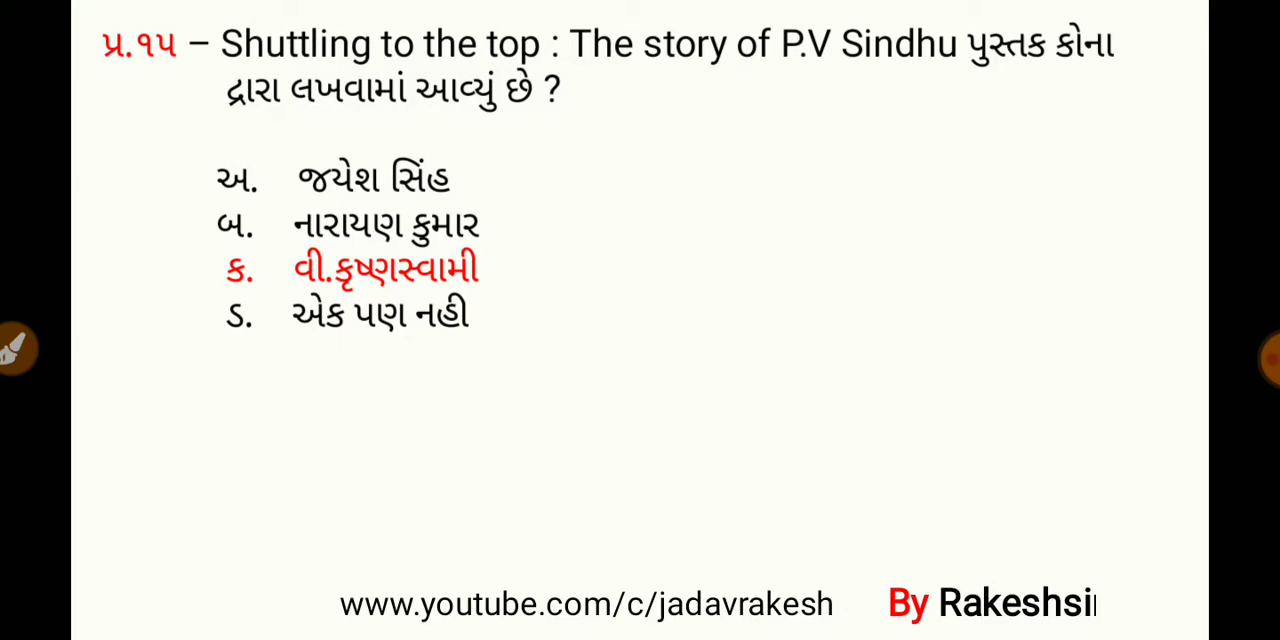 પ્ર.૧૫ – Shuttling to the top : The story of P.V Sindhu પુસ્તક કોના
દ્રારા લખવામાં આવ્યું છે ?
અ. જયેશ સિંહ
બ. નારાયણ કુમાર
ક. વી.કૃષ્ણસ્વામી
ડ. એક પણ નહી
www.youtube.com/c/jadavrakesh By Rakeshsi